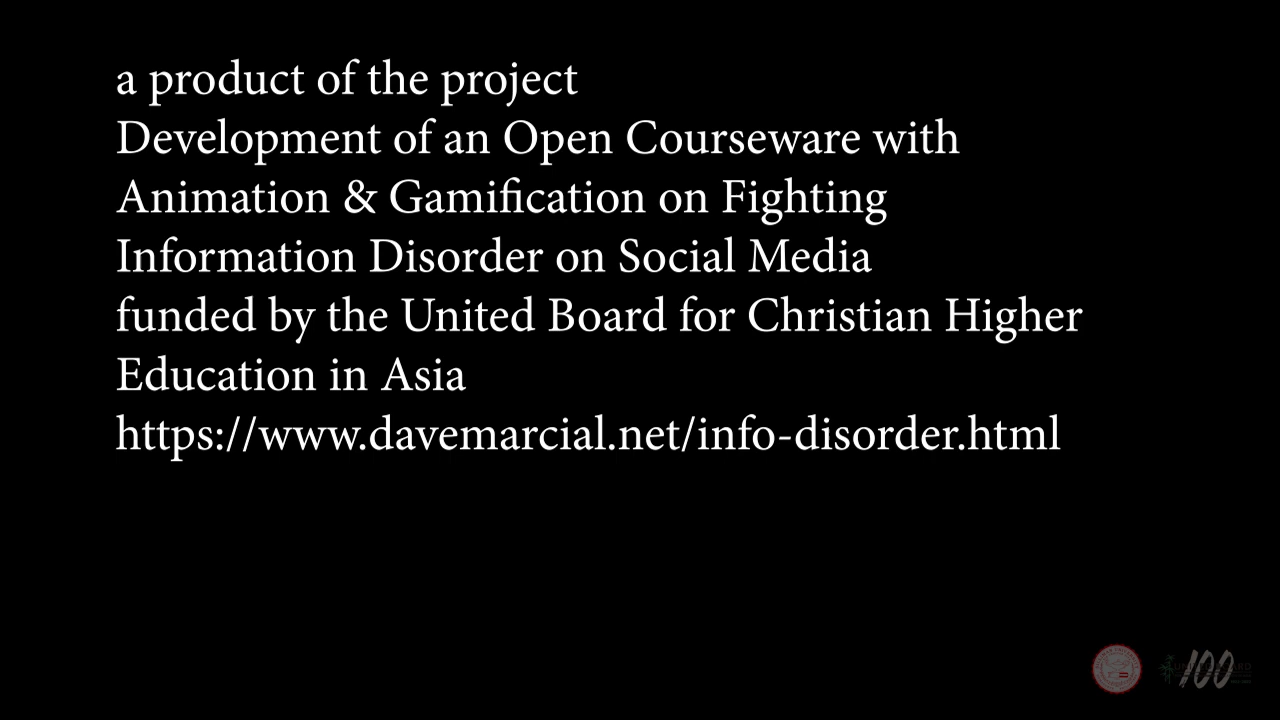 a product of the project
Development of an Open Courseware with
Animation & Gamification on Fighting
Information Disorder on Social Media
funded by the United Board for Christian Higher
Education in Asia
https://www.davemarcial.net/info-disorder.html
100